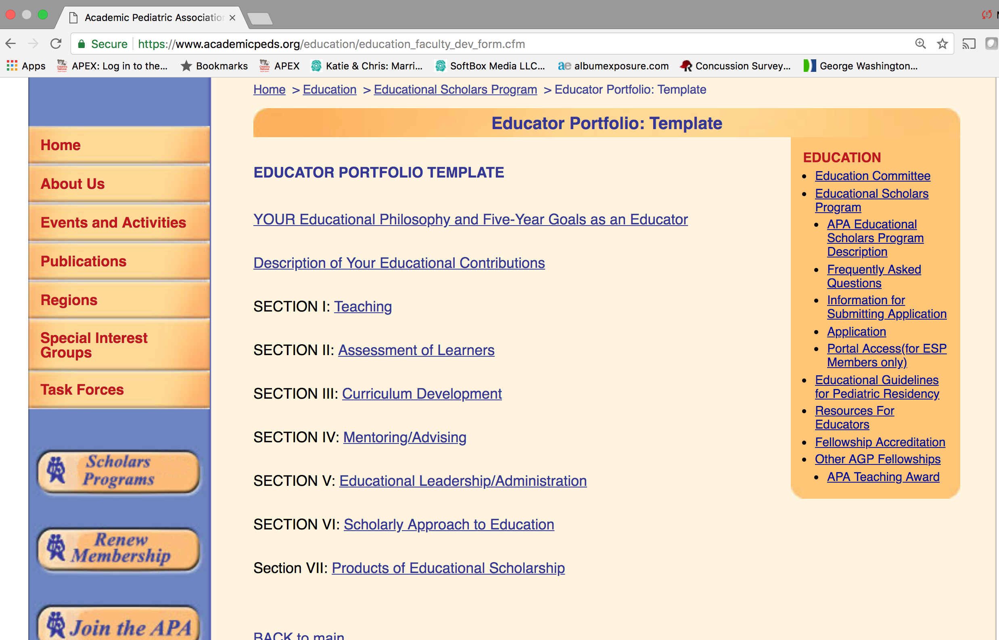 Academic Pediatric Association
Secure https://www.academicpeds.org/education/education_faculty_dev_form.cfm
Apps APEX: Log in to the... Bookmarks APEX Katie & Chris: Marri... SoftBox Media LLC... ae albumexposure.com Concussion Survey... George Washington...
Home > Education > Educational Scholars Program > Educator Portfolio: Template
Educator Portfolio: Template
Home
About Us
Events and Activities
Publications
Regions
Special Interest
Groups
Task Forces
Scholars
Programs
Renew
Membership
Join the APA
EDUCATOR PORTFOLIO TEMPLATE
YOUR Educational Philosophy and Five-Year Goals as an Educator
Description of Your Educational Contributions
SECTION I: Teaching
SECTION II: Assessment of Learners
SECTION III: Curriculum Development
SECTION IV: Mentoring/Advising
SECTION V: Educational Leadership/Administration
SECTION VI: Scholarly Approach to Education
Section VII: Products of Educational Scholarship
BACK to main
EDUCATION
Education Committee
Educational Scholars
Program
APA Educational
Scholars Program
Description
Frequently Asked
Questions
Information for
Submitting Application
Application
Portal Access(for ESP
Members only)
Educational Guidelines
for Pediatric Residency
Resources For
Educators
Fellowship Accreditation
Other AGP Fellowships
APA Teaching Award